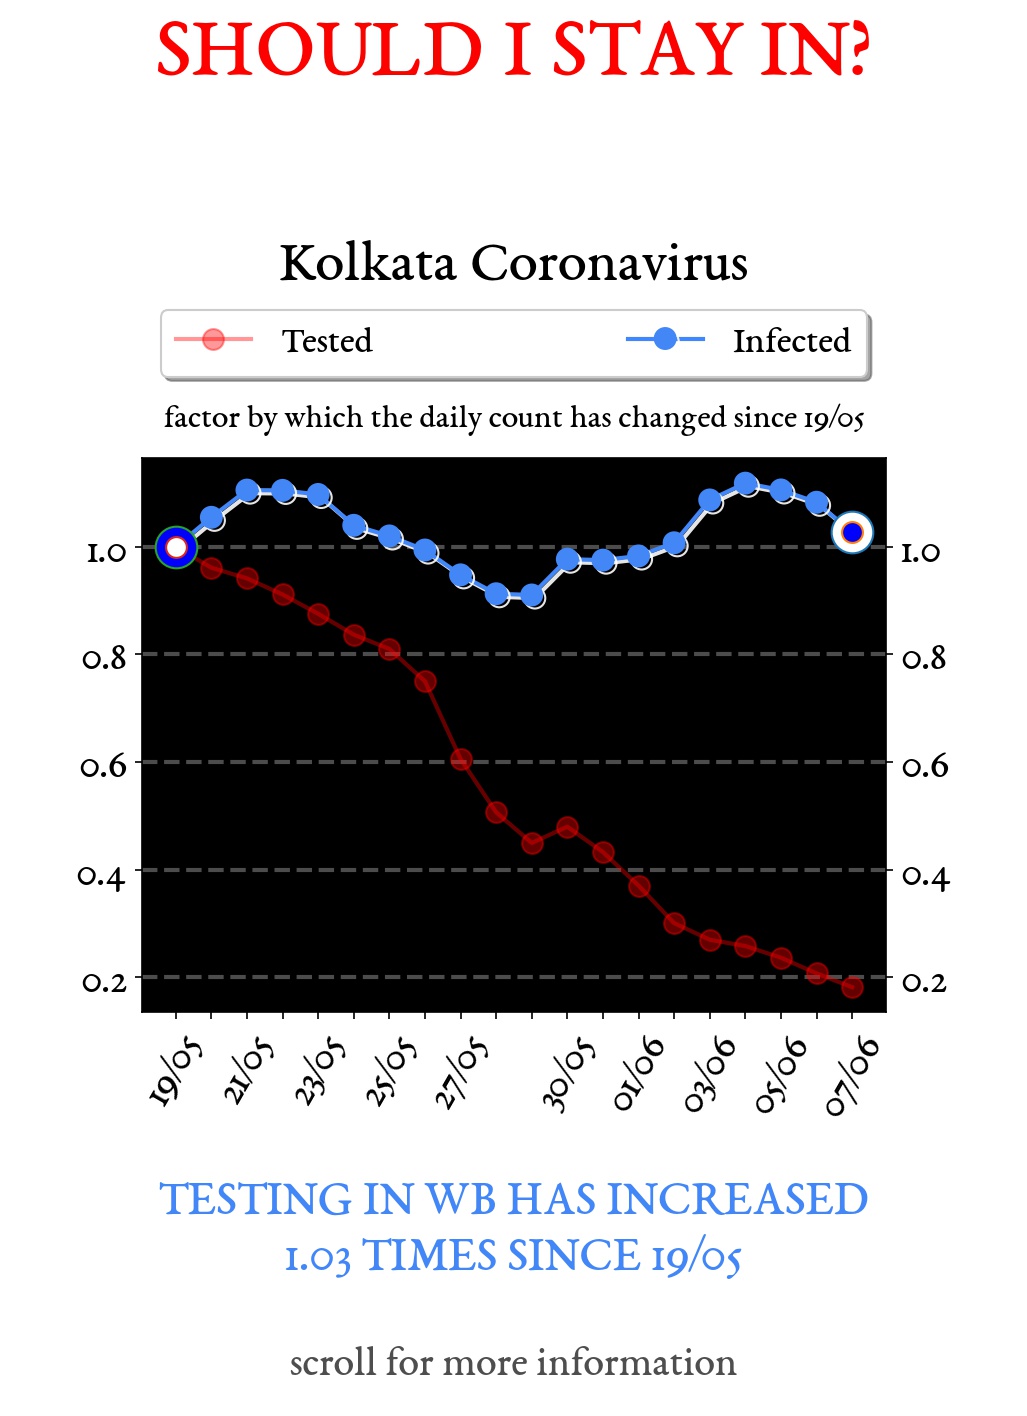 SHOULD I STAY IN?
Kolkata Coronavirus
Tested Infected
factor by which the daily count has changed since 19/05
1.0 1.0
0.8 0.8
0.6 0.6
0.4 0.4
0.2 0.2
19/05 21/05 23/05 25/05 27/05 30/05 01/06 03/06 05/06 07/06
TESTING IN WB HAS INCREASED
1.03 TIMES SINCE 19/05
scroll for more information